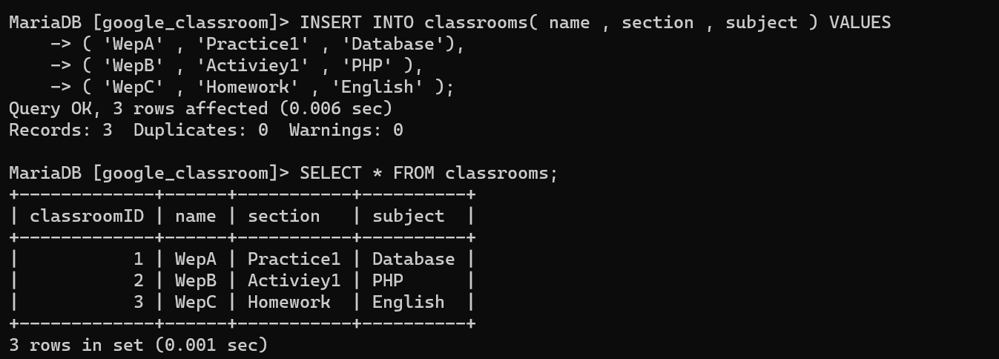 MariaDB [google_classroom]> INSERT INTO classrooms( name , section , subject ) VALUES
    -> ( 'WepA' , 'Practice1' , 'Database'),
    -> ( 'WepB' , 'Activiey1' , 'PHP' ),
    -> ( 'WepC' , 'Homework' , 'English' );
Query OK, 3 rows affected (0.006 sec)
Records: 3  Duplicates: 0  Warnings: 0

MariaDB [google_classroom]> SELECT * FROM classrooms;
+-------------+------+-----------+----------+
| classroomID | name | section   | subject  |
+-------------+------+-----------+----------+
|           1 | WepA | Practice1 | Database |
|           2 | WepB | Activiey1 | PHP      |
|           3 | WepC | Homework  | English  |
+-------------+------+-----------+----------+
3 rows in set (0.001 sec)